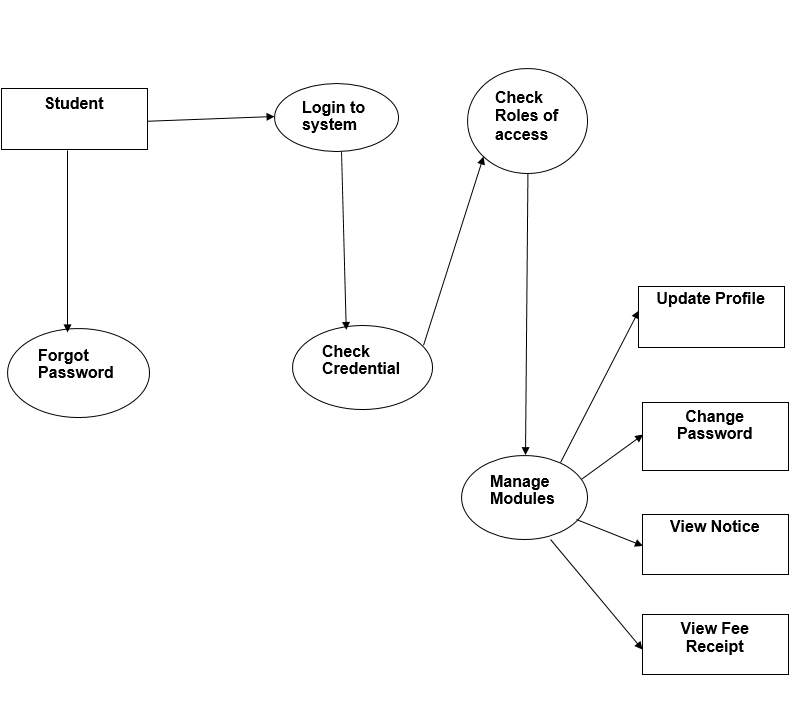 Student
Login to
system
Check
Roles of
access
Forgot
Password
Check
Credential
Manage
Modules
Update Profile
Change
Password
View Notice
View Fee
Receipt